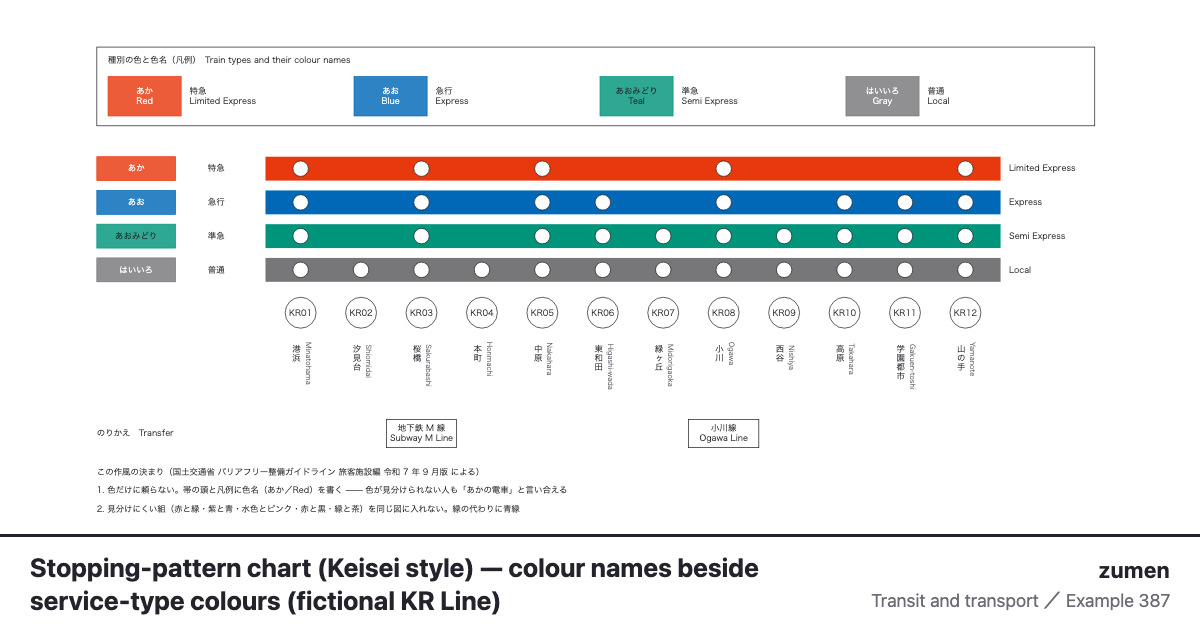 種別の色と色名（凡例） Train types and their colour names
あか
Red
特急
Limited Express
あお
Blue
急行
Express
あおみどり
Teal
準急
Semi Express
はいいろ
Gray
普通
Local
あか 特急 Limited Express
あお 急行 Express
あおみどり 準急 Semi Express
はいいろ 普通 Local
KR01 KR02 KR03 KR04 KR05 KR06 KR07 KR08 KR09 KR10 KR11 KR12
港浜 Minatohama
汐見台 Shiomidai
桜橋 Sakurabashi
本町 Honmachi
中原 Nakahara
東和田 Higashi-wada
緑ヶ丘 Midorigaoka
小川 Ogawa
西谷 Nishiya
高原 Takahara
学園都市 Gakuen-toshi
山の手 Yamanote
のりかえ Transfer
地下鉄 M 線
Subway M Line
小川線
Ogawa Line
この作風の決まり（国土交通省 バリアフリー整備ガイドライン 旅客施設編 令和 7 年 9 月版 による）
1. 色だけに頼らない。帯の頭と凡例に色名（あか／Red）を書く —— 色が見分けられない人も「あかの電車」と言い合える
2. 見分けにくい組（赤と緑・紫と青・水色とピンク・赤と黒・緑と茶）を同じ図に入れない。緑の代わりに青緑
Stopping-pattern chart (Keisei style) — colour names beside
service-type colours (fictional KR Line)
zumen
Transit and transport ／ Example 387